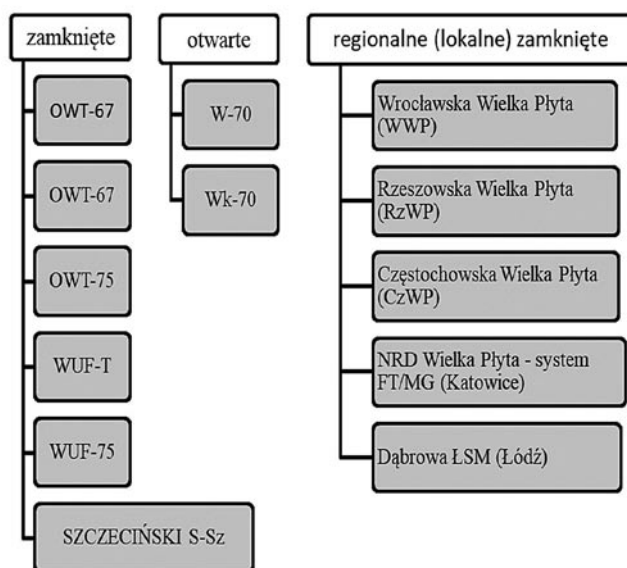 zamknięte
OWT-67
OWT-67
OWT-75
WUF-T
WUF-75
SZCZECIŃSKI S-Sz
otwarte
W-70
Wk-70
regionalne (lokalne) zamknięte
Wrocławska Wielka Płyta
(WWP)
Rzeszowska Wielka Płyta
(RzWP)
Częstochowska Wielka Płyta
(CzWP)
NRD Wielka Płyta - system
FT/MG (Katowice)
Dąbrowa ŁSM (Łódź)